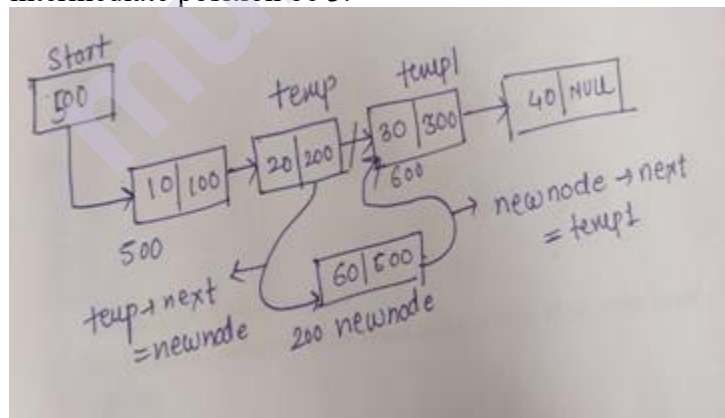 Start
500
temp
temp1
10 100
20 200
30 300
40 NULL
500
600
60 600
200 newnode
temp → next
= newnode
newnode → next
= temp1